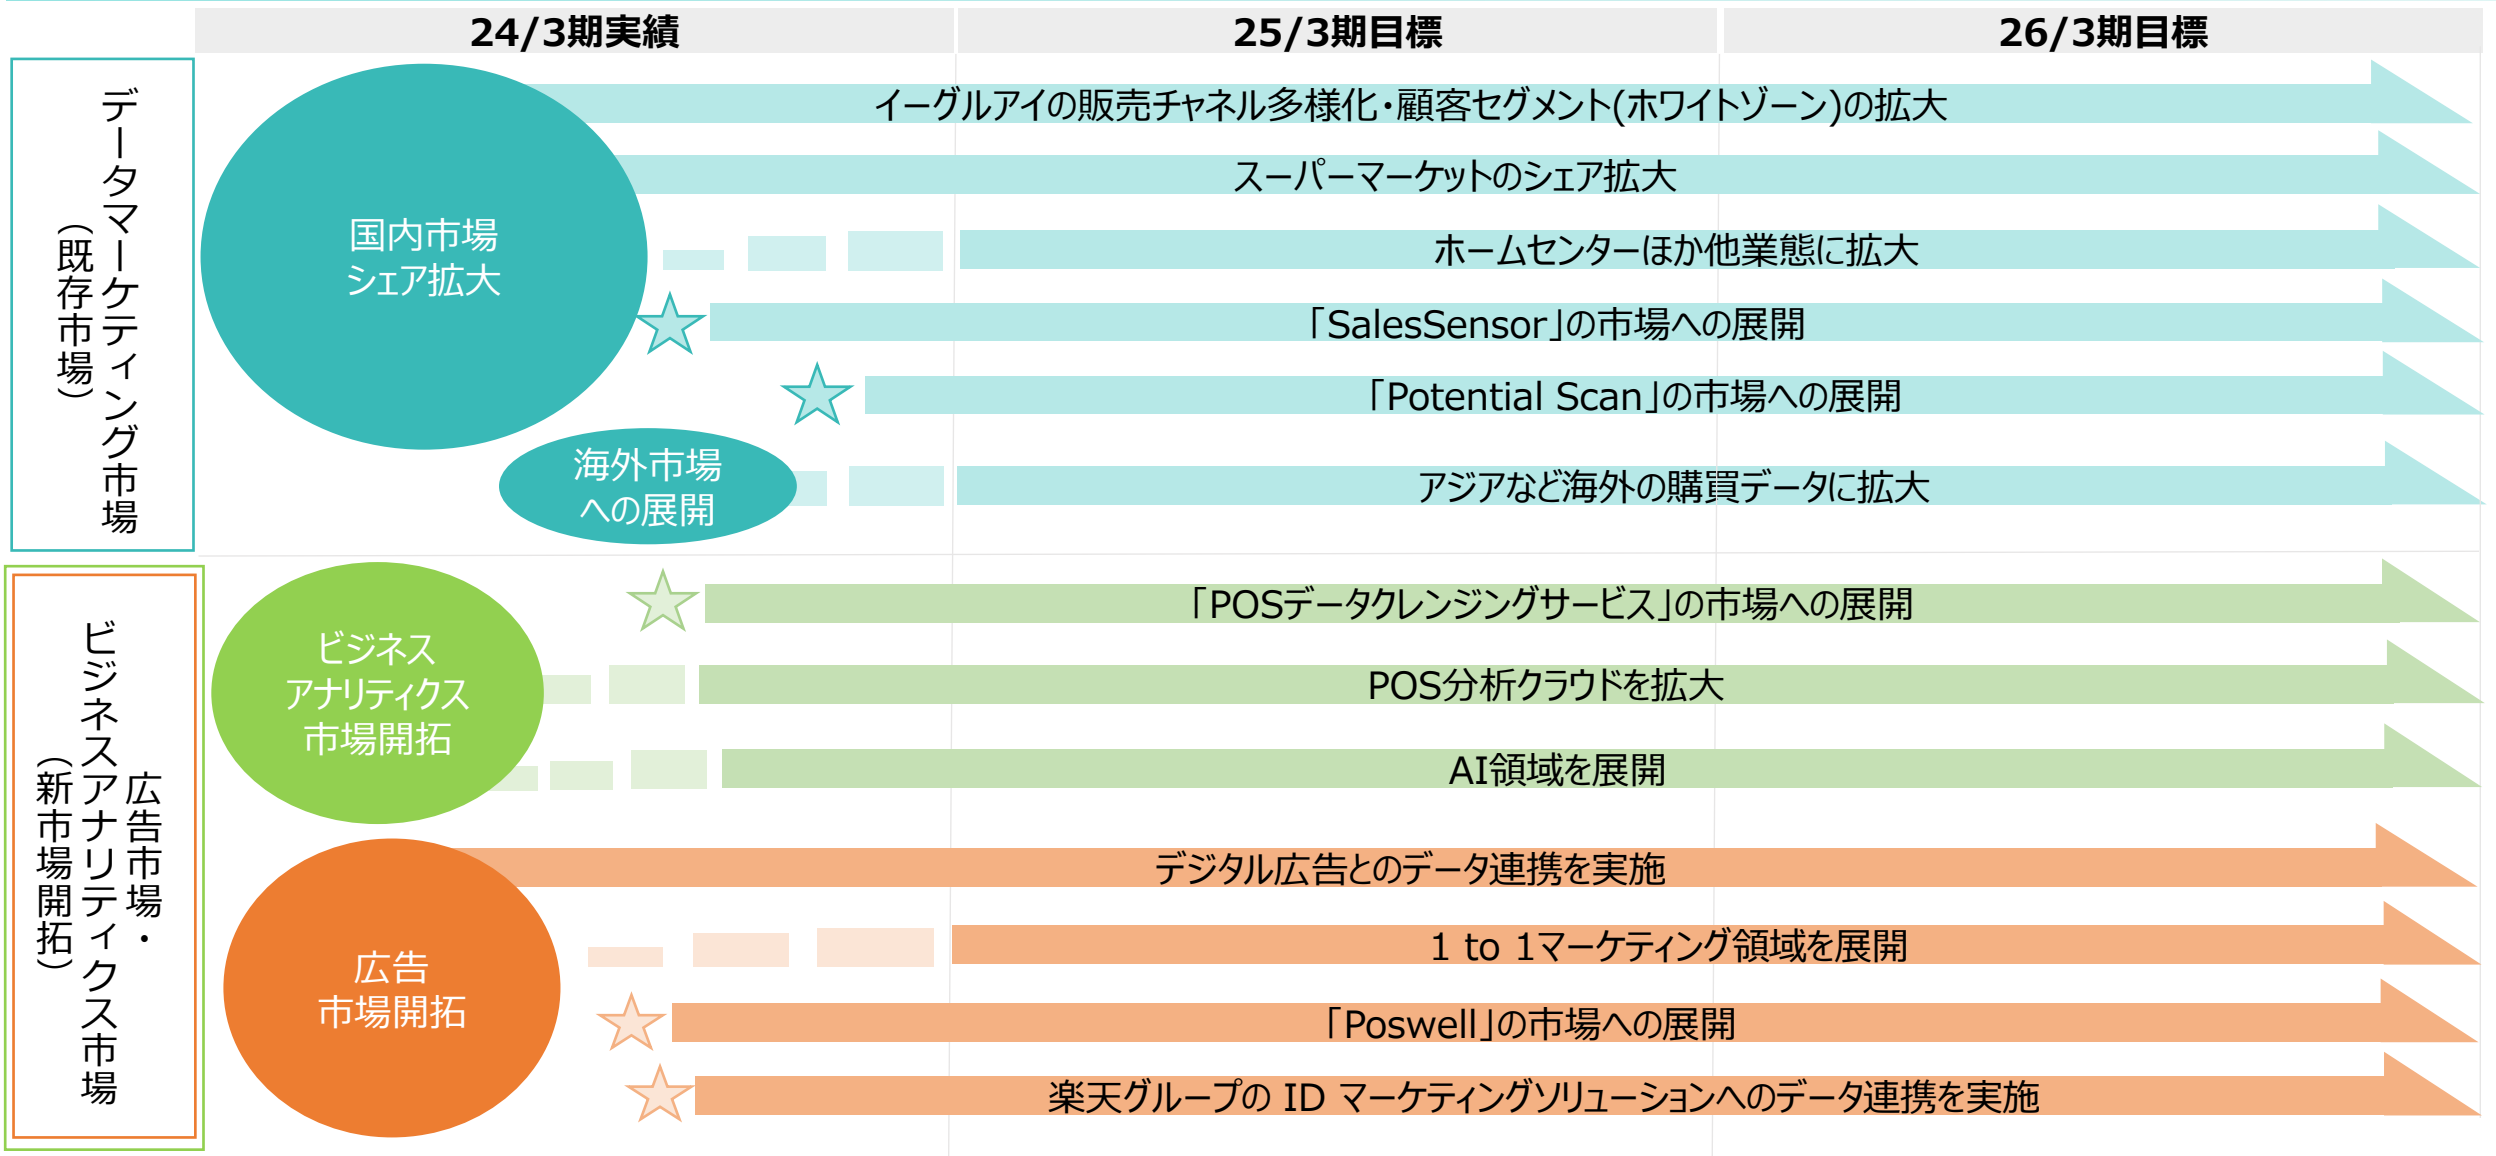 24/3期実績
25/3期目標
26/3期目標
データマーケティング市場
（既存市場）
国内市場
シェア拡大
イーグルアイの販売チャネル多様化・顧客セグメント(ホワイトゾーン)の拡大
スーパーマーケットのシェア拡大
ホームセンターほか他業態に拡大
「SalesSensor」の市場への展開
「Potential Scan」の市場への展開
海外市場
への展開
アジアなど海外の購買データに拡大
広告市場・
ビジネスアナリティクス市場
（新市場開拓）
ビジネス
アナリティクス
市場開拓
「POSデータクレンジングサービス」の市場への展開
POS分析クラウドを拡大
AI領域を展開
広告
市場開拓
デジタル広告とのデータ連携を実施
1 to 1マーケティング領域を展開
「Poswell」の市場への展開
楽天グループの ID マーケティングソリューションへのデータ連携を実施